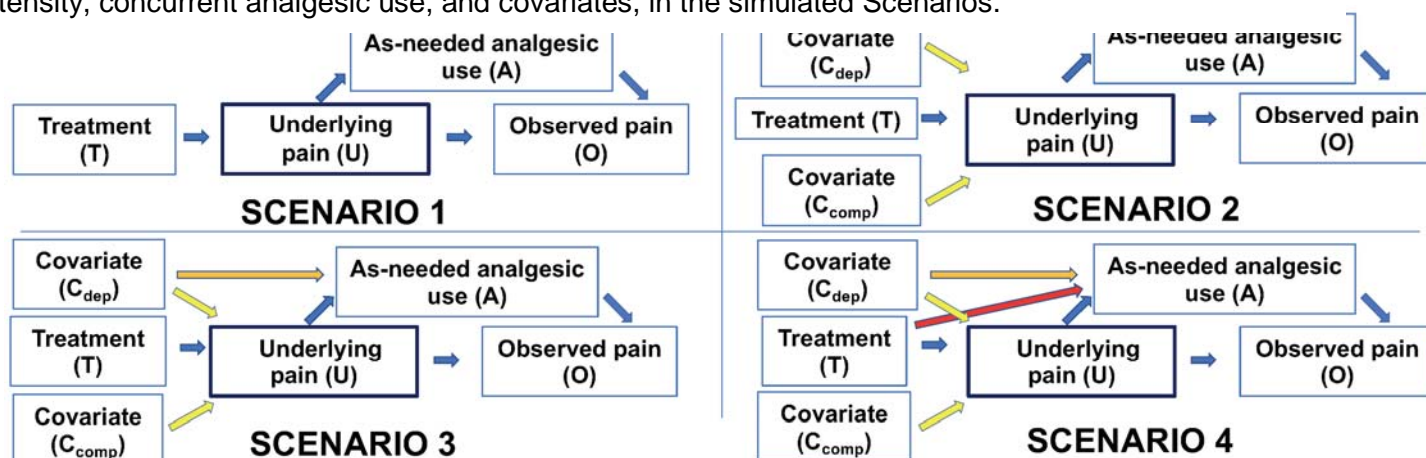 tensity, concurrent analgesic use, and covariates, in the simulated Scenarios.
As-needed analgesic
use (A)
Treatment
(T)
Underlying
pain (U)
Observed pain
(O)
SCENARIO 1
Covariate
(Cdep)
As-needed analgesic
use (A)
Treatment (T)
Underlying
pain (U)
Observed pain
(O)
Covariate
(Ccomp)
SCENARIO 2
Covariate
(Cdep)
As-needed analgesic
use (A)
Treatment
(T)
Underlying
pain (U)
Observed pain
(O)
Covariate
(Ccomp)
SCENARIO 3
Covariate
(Cdep)
As-needed analgesic
use (A)
Treatment
(T)
Underlying
pain (U)
Observed pain
(O)
Covariate
(Ccomp)
SCENARIO 4